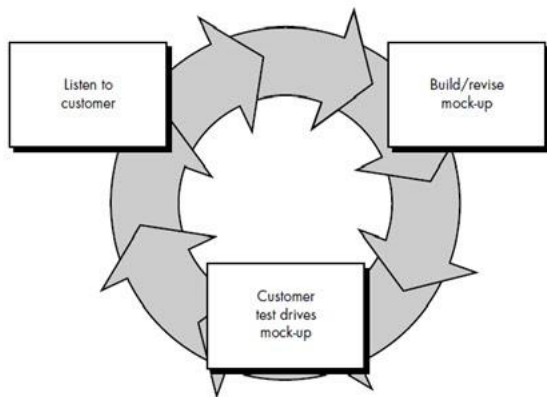 Listen to
customer
Build/revise
mock-up
Customer
test drives
mock-up